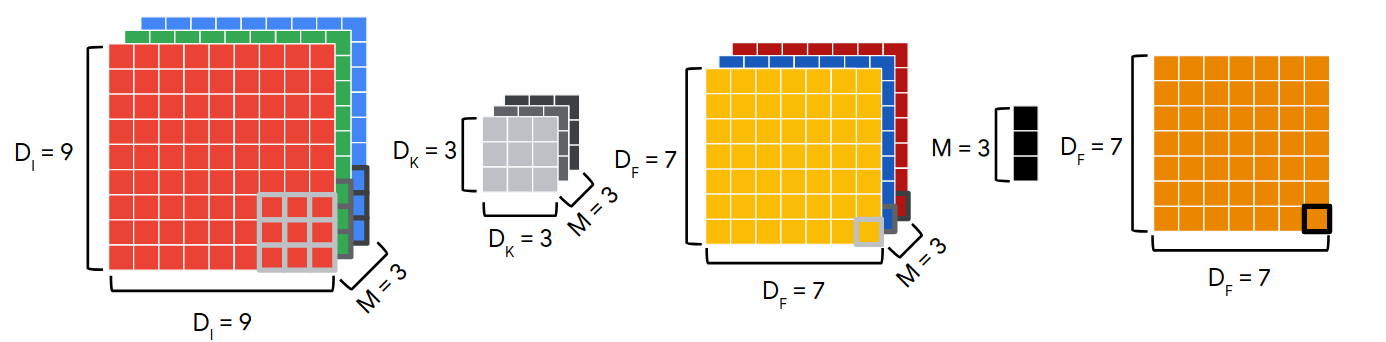 D_I = 9
D_I = 9
M = 3
D_K = 3
D_K = 3
M = 3
D_F = 7
D_F = 7
M = 3
M = 3
D_F = 7
D_F = 7